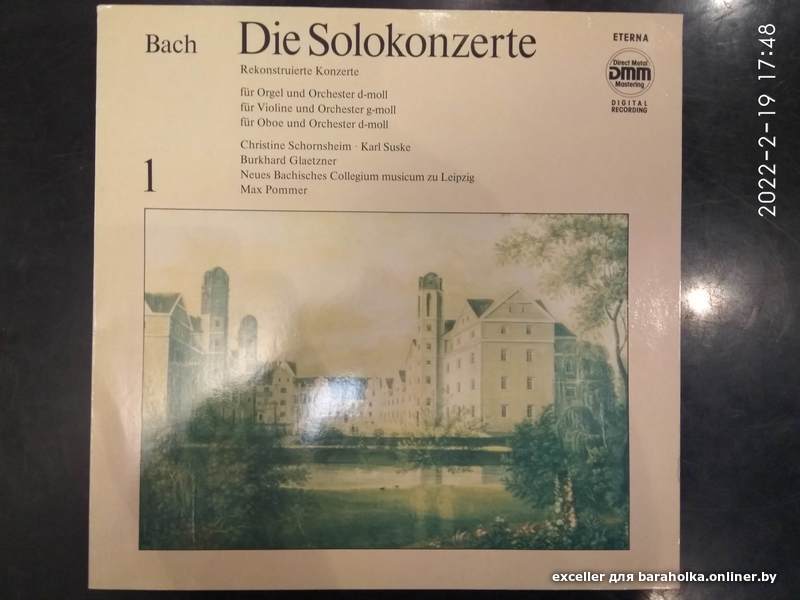 Bach
Die Solokonzerte
Rekonstruierte Konzerte
für Orgel und Orchester d-moll
für Violine und Orchester g-moll
für Oboe und Orchester d-moll
Christine Schornsheim · Karl Suske
Burkhard Glaetzner
Neues Bachisches Collegium musicum zu Leipzig
Max Pommer
1
ETERNA
Direct Metal
DMM
Mastering
DIGITAL
RECORDING
2022-2-19 17:48
exceller для baraholka.onliner.by